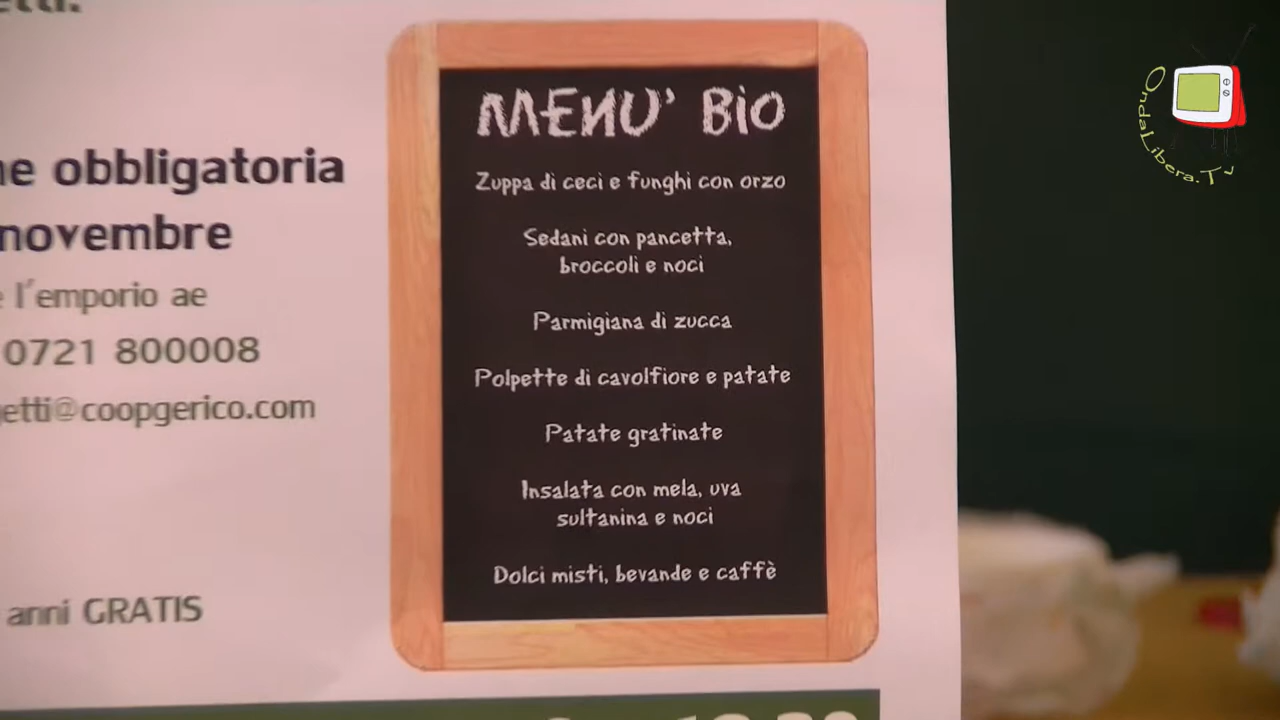 obbligatoria
novembre
l'emporio ae
0721 800008
@coopgerico.com
anni GRATIS
MENU' BiO
Zuppa di ceci e funghi con orzo
Sedani con pancetta,
broccoli e noci
Parmigiana di zucca
Polpette di cavolfiore e patate
Patate gratinate
Insalata con mela, uva
sultanina e noci
Dolci misti, bevande e caffè
OndaLibera.Tv